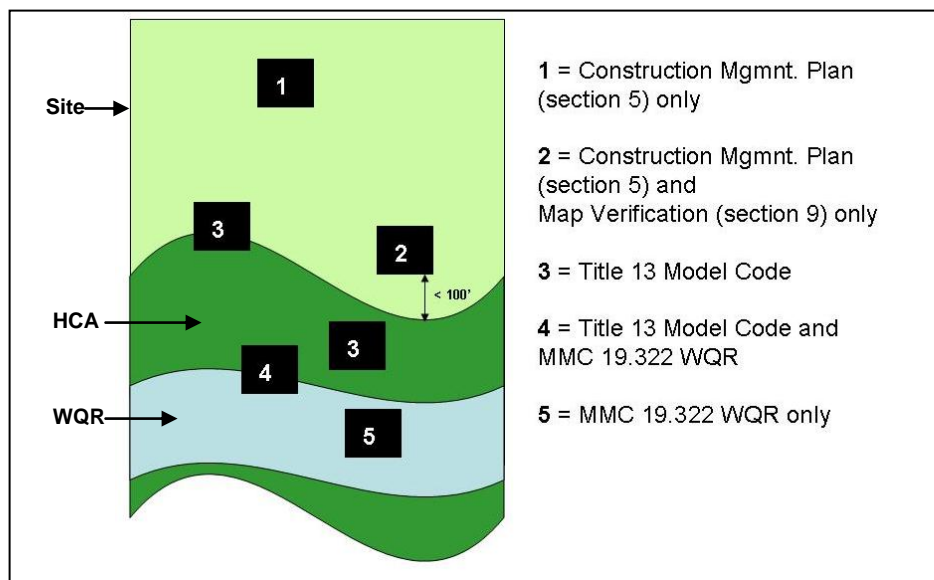 Site
HCA
WQR
1
3
2
< 100'
3
4
5
1 = Construction Mgmnt. Plan
(section 5) only
2 = Construction Mgmnt. Plan
(section 5) and
Map Verification (section 9) only
3 = Title 13 Model Code
4 = Title 13 Model Code and
MMC 19.322 WQR
5 = MMC 19.322 WQR only